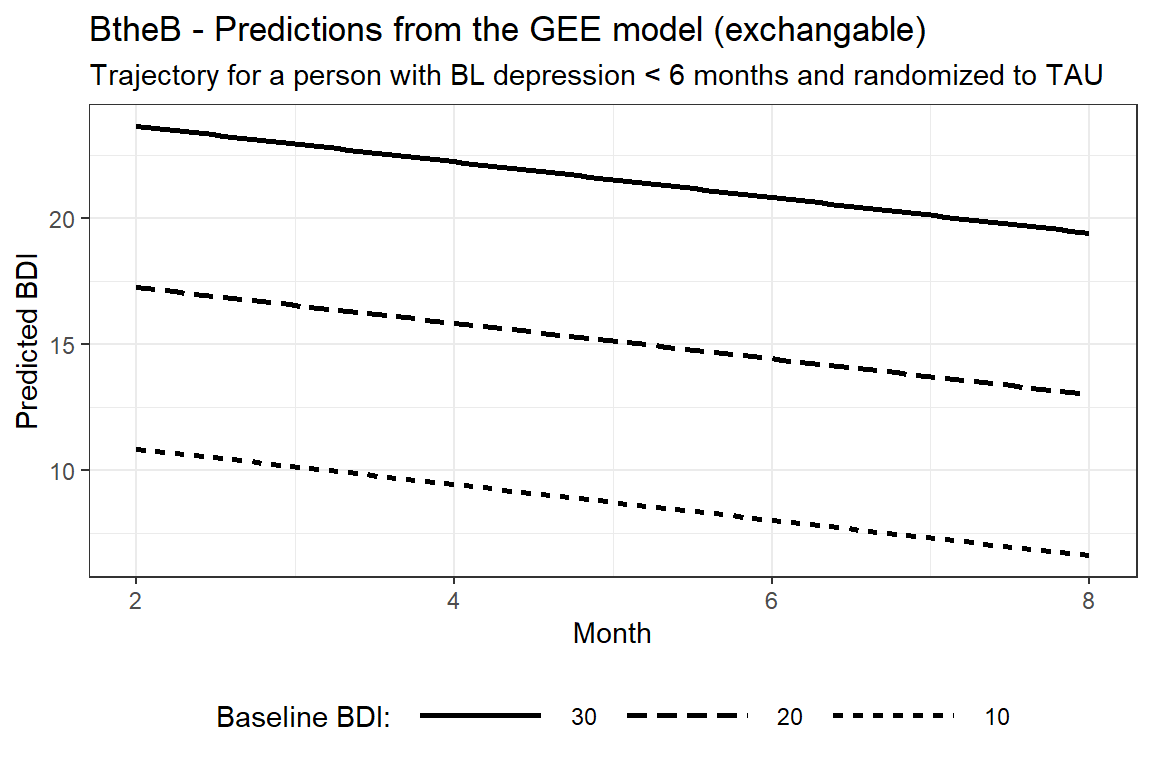 BtheB - Predictions from the GEE model (exchangable)
Trajectory for a person with BL depression < 6 months and randomized to TAU
Predicted BDI
20
15
10
2 4 6 8
Month
Baseline BDI: 30 20 10